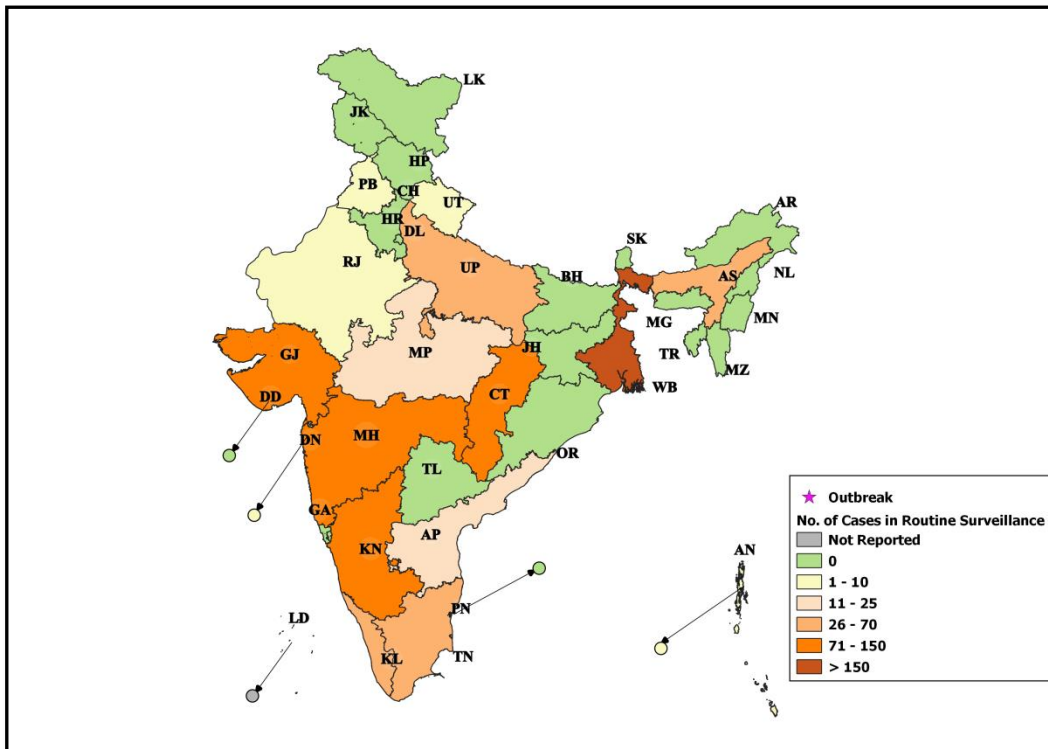 LK
JK
HP
PB
CH
UT
HR
DL
AR
SK
RJ
UP
BH
AS
NL
MG
MN
GJ
MP
JH
TR
MZ
DD
CT
WB
DN
MH
OR
TL
GA
AP
KN
AN
PN
LD
KL
TN
Outbreak
No. of Cases in Routine Surveillance
Not Reported
0
1 - 10
11 - 25
26 - 70
71 - 150
> 150